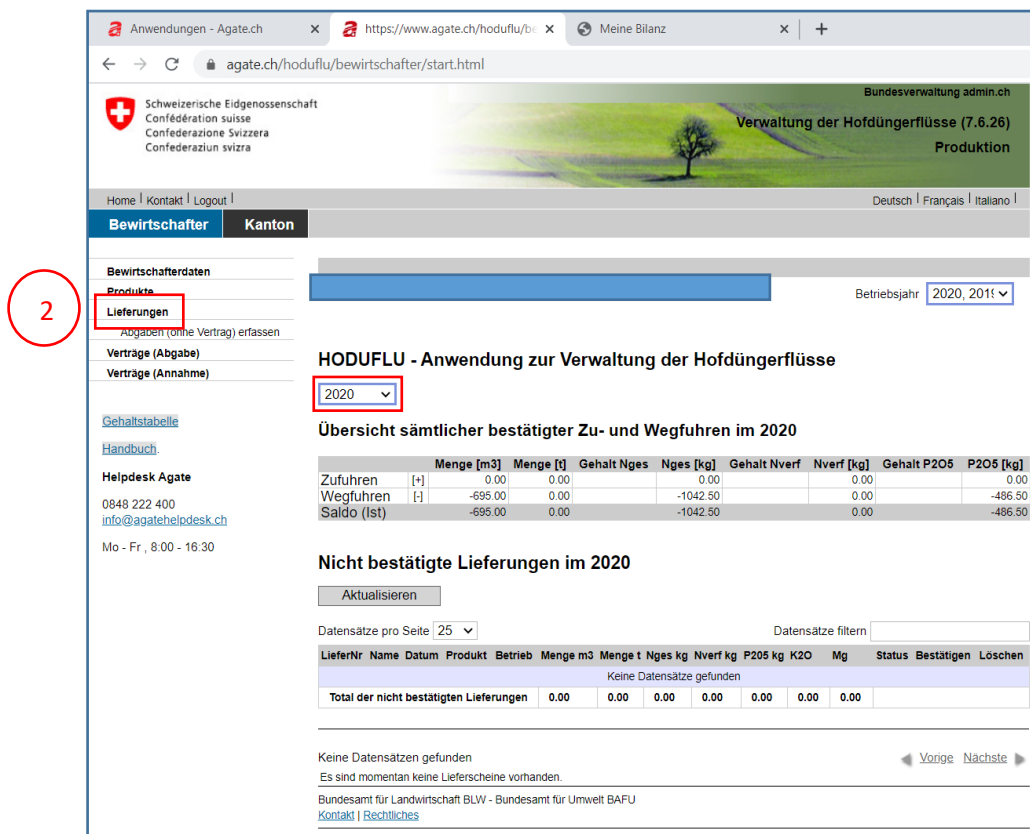 Anwendungen - Agate.ch
https://www.agate.ch/hoduflu/be
Meine Bilanz
agate.ch/hoduflu/bewirtschafter/start.html
Schweizerische Eidgenossenschaft
Confédération suisse
Confederazione Svizzera
Confederaziun svizra
Bundesverwaltung admin.ch
Verwaltung der Hofdüngerflüsse (7.6.26)
Produktion
Home | Kontakt | Logout |
Deutsch | Français | Italiano |
Bewirtschafter Kanton
Bewirtschafterdaten
Produkte
2
Lieferungen
Abgaben (ohne Vertrag) erfassen
Verträge (Abgabe)
Verträge (Annahme)
Gehaltstabelle
Handbuch.
Helpdesk Agate
0848 222 400
info@agatehelpdesk.ch
Mo - Fr , 8:00 - 16:30
Betriebsjahr 2020, 2019
HODUFLU - Anwendung zur Verwaltung der Hofdüngerflüsse
2020
Übersicht sämtlicher bestätigter Zu- und Wegfuhren im 2020
Menge [m3] Menge [t] Gehalt Nges Nges [kg] Gehalt Nverf Nverf [kg] Gehalt P2O5 P2O5 [kg]
Zufuhren [+] 0.00 0.00 0.00 0.00 0.00
Wegfuhren [-] -695.00 0.00 -1042.50 0.00 -486.50
Saldo (Ist) -695.00 0.00 -1042.50 0.00 -486.50
Nicht bestätigte Lieferungen im 2020
Aktualisieren
Datensätze pro Seite 25
Datensätze filtern
LieferNr Name Datum Produkt Betrieb Menge m3 Menge t Nges kg Nverf kg P205 kg K2O Mg Status Bestätigen Löschen
Keine Datensätze gefunden
Total der nicht bestätigten Lieferungen 0.00 0.00 0.00 0.00 0.00 0.00 0.00
Keine Datensätzen gefunden
Vorige Nächste
Es sind momentan keine Lieferscheine vorhanden.
Bundesamt für Landwirtschaft BLW - Bundesamt für Umwelt BAFU
Kontakt | Rechtliches